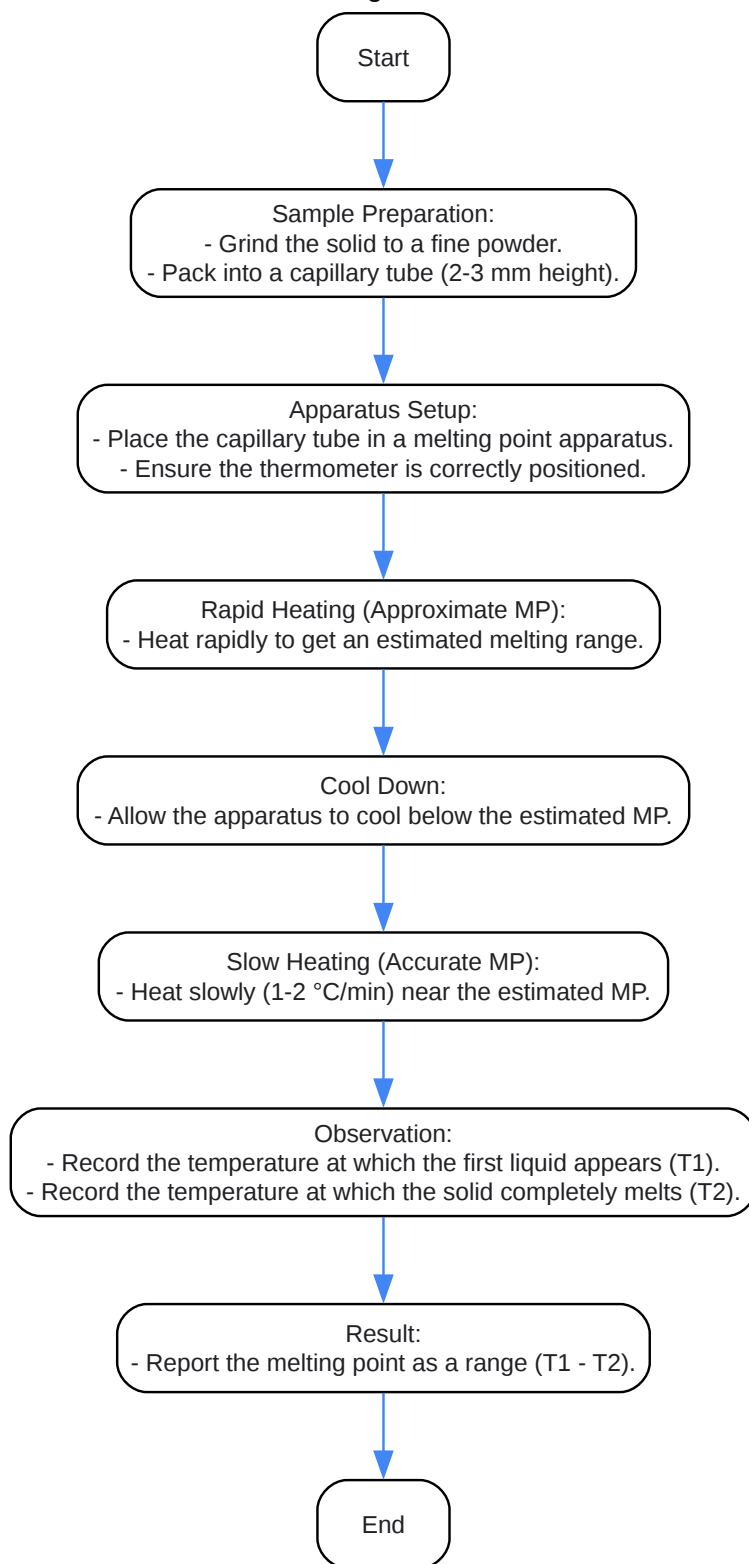 Start
Sample Preparation:
- Grind the solid to a fine powder.
- Pack into a capillary tube (2-3 mm height).
Apparatus Setup:
- Place the capillary tube in a melting point apparatus.
- Ensure the thermometer is correctly positioned.
Rapid Heating (Approximate MP):
- Heat rapidly to get an estimated melting range.
Cool Down:
- Allow the apparatus to cool below the estimated MP.
Slow Heating (Accurate MP):
- Heat slowly (1-2 °C/min) near the estimated MP.
Observation:
- Record the temperature at which the first liquid appears (T1).
- Record the temperature at which the solid completely melts (T2).
Result:
- Report the melting point as a range (T1 - T2).
End